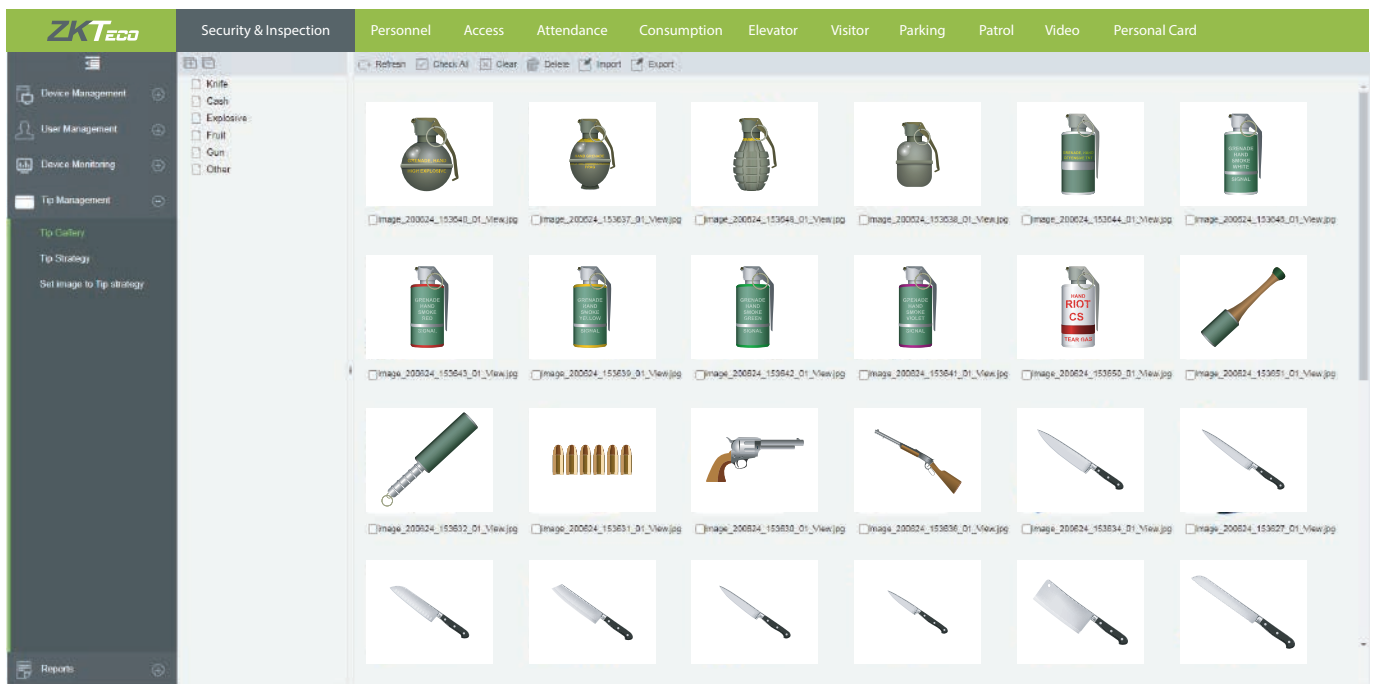 ZKTeco
Security & Inspection
Personnel
Access
Attendance
Consumption
Elevator
Visitor
Parking
Patrol
Video
Personal Card
Refresh
Check All
Clear
Delete
Import
Export
Device Management
User Management
Device Monitoring
Tip Management
Tip Gallery
Tip Strategy
Set image to Tip strategy
Reports
Knife
Cash
Explosive
Fruit
Gun
Other
HIGH EXPLOSIVE
GRENADE
HAND
SMOKE
WHITE
SIGNAL
image_200624_153640_01_View.jpg
image_200624_153637_01_View.jpg
image_200624_153648_01_View.jpg
image_200624_153638_01_View.jpg
image_200624_153644_01_View.jpg
image_200624_153645_01_View.jpg
GRENADE
HAND
SMOKE
RED
SIGNAL
GRENADE
HAND
SMOKE
YELLOW
SIGNAL
GRENADE
HAND
SMOKE
GREEN
SIGNAL
GRENADE
HAND
SMOKE
VIOLET
SIGNAL
HAND
RIOT
CS
TEAR GAS
image_200624_153643_01_View.jpg
image_200624_153639_01_View.jpg
image_200624_153642_01_View.jpg
image_200624_153641_01_View.jpg
image_200624_153650_01_View.jpg
image_200624_153651_01_View.jpg
image_200624_153632_01_View.jpg
image_200624_153631_01_View.jpg
image_200624_153630_01_View.jpg
image_200624_153636_01_View.jpg
image_200624_153634_01_View.jpg
image_200624_153627_01_View.jpg